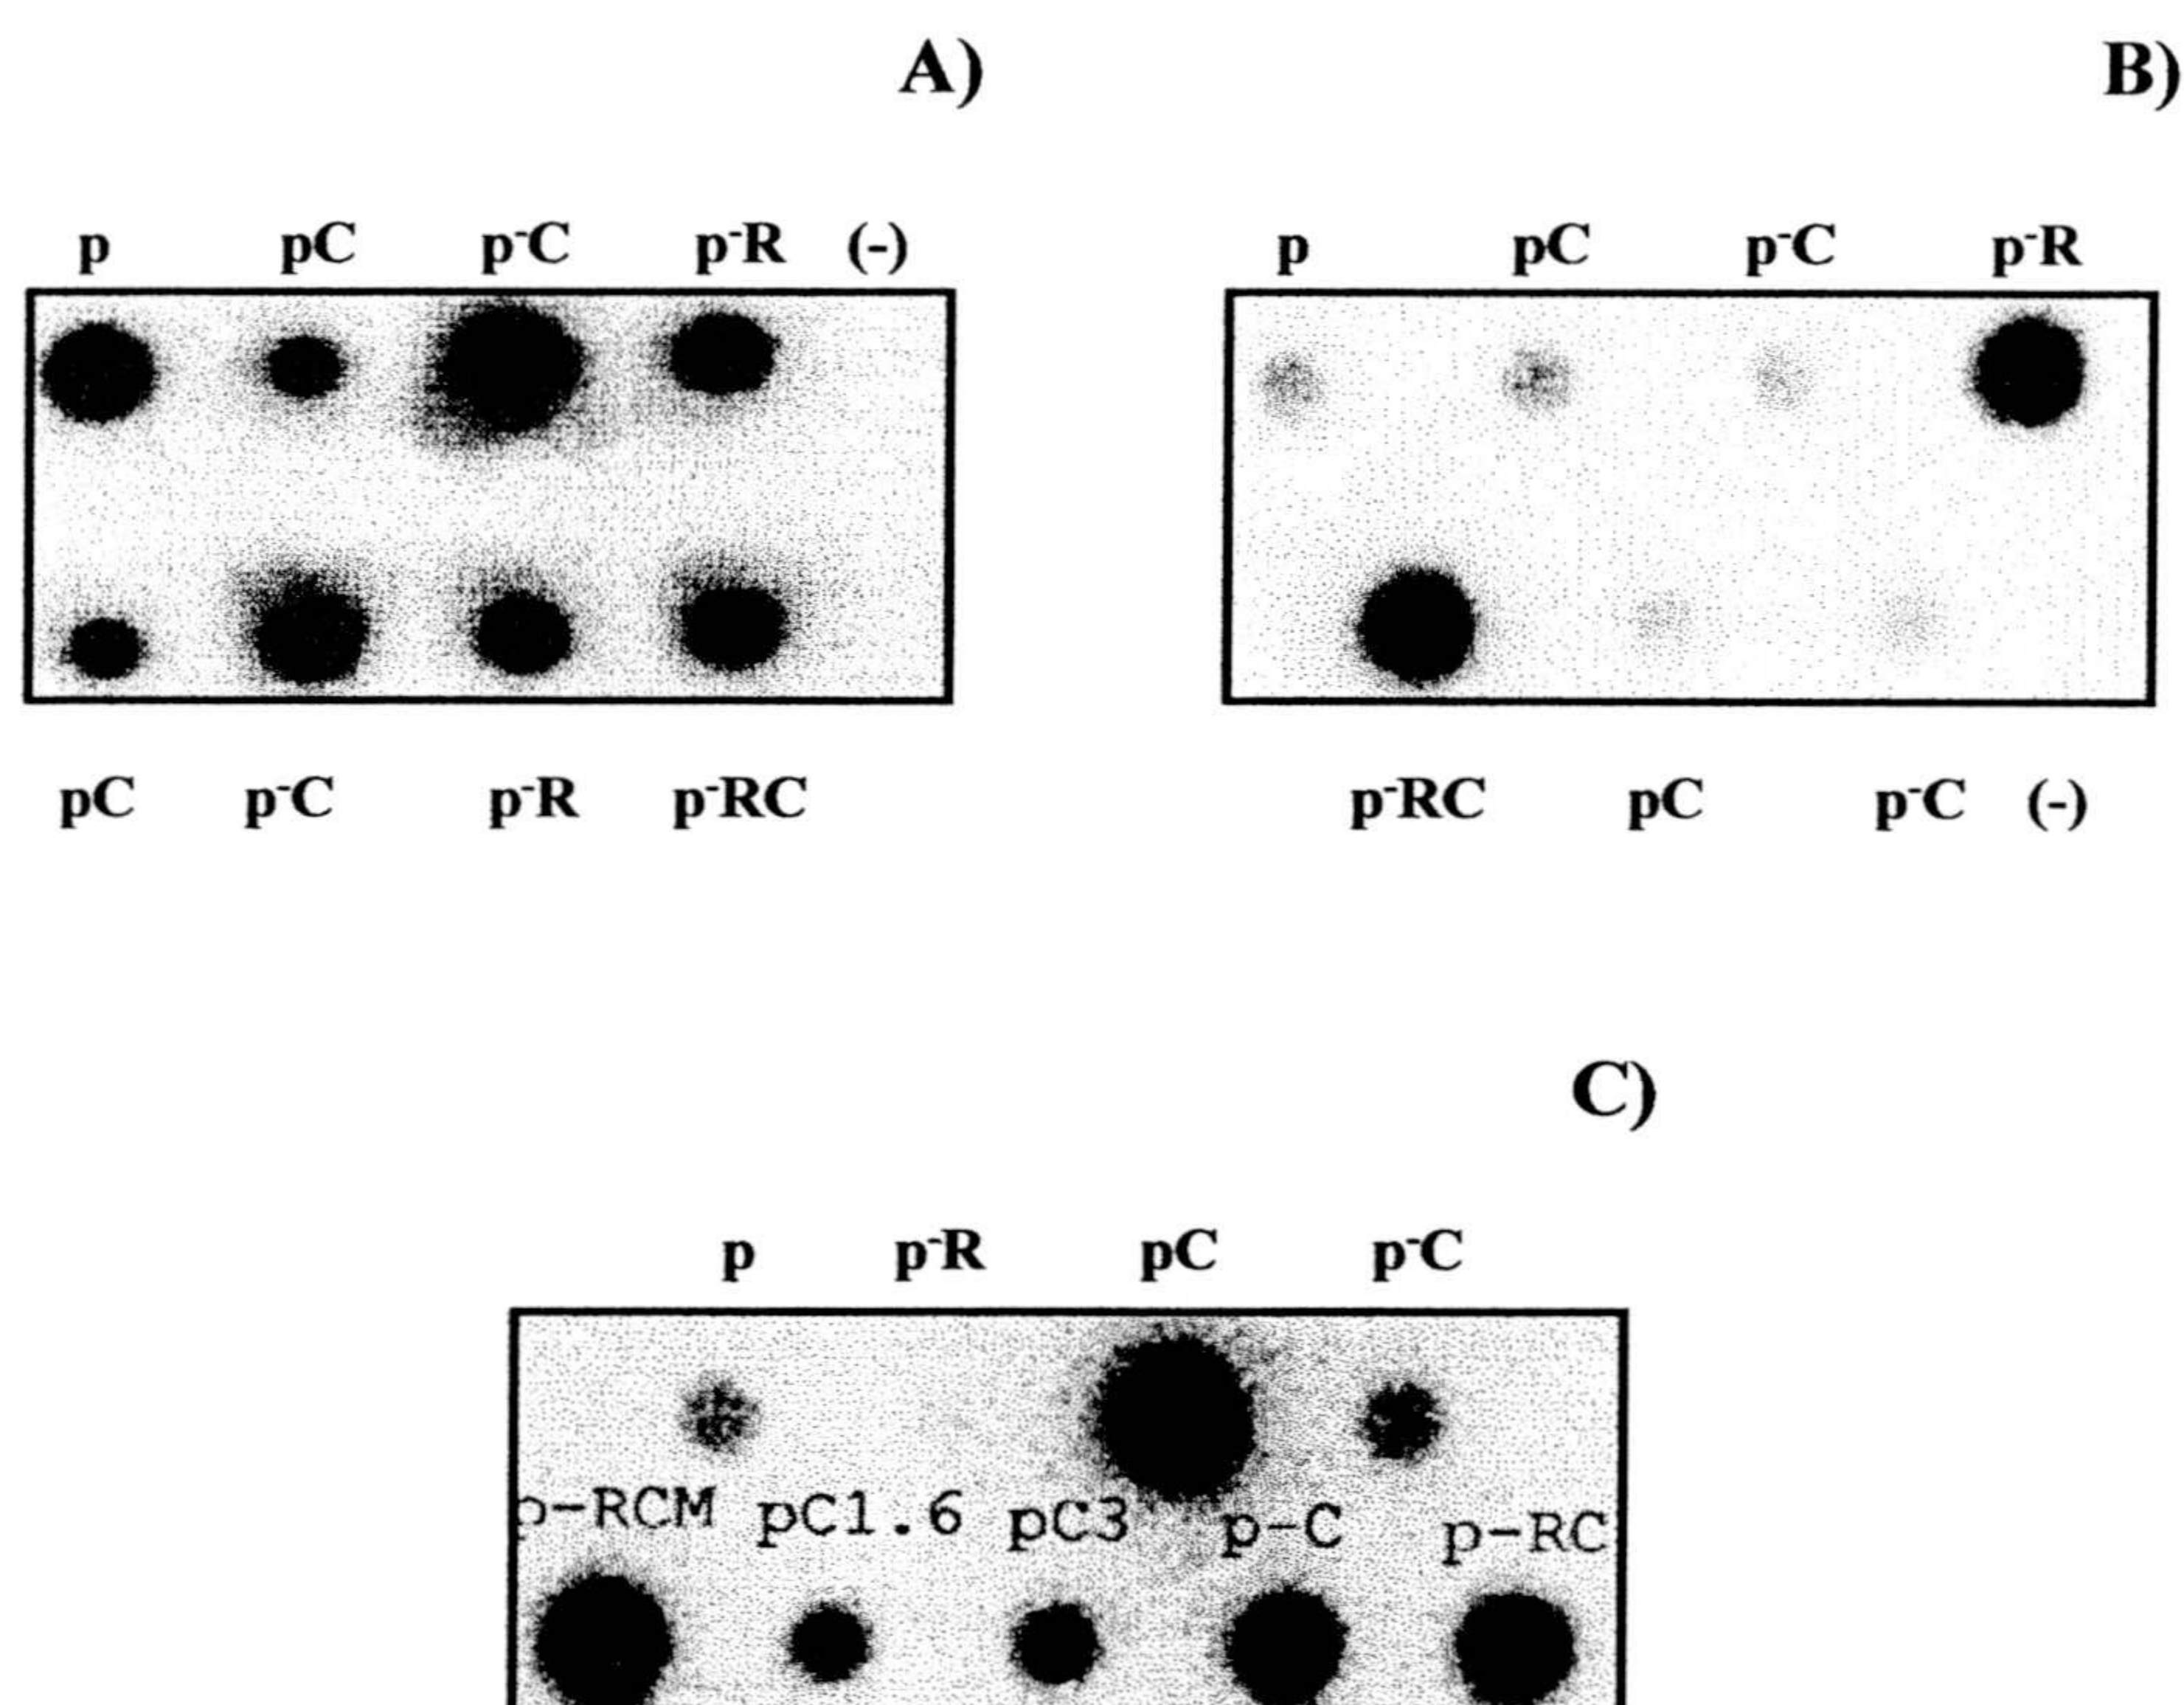 A)
B)
p pC p⁻C p⁻R (-)
p pC p⁻C p⁻R
pC p⁻C p⁻R p⁻RC
p⁻RC pC p⁻C (-)
C)
p p⁻R pC p⁻C
p-RCM pC1.6 pC3 p-C p-RC